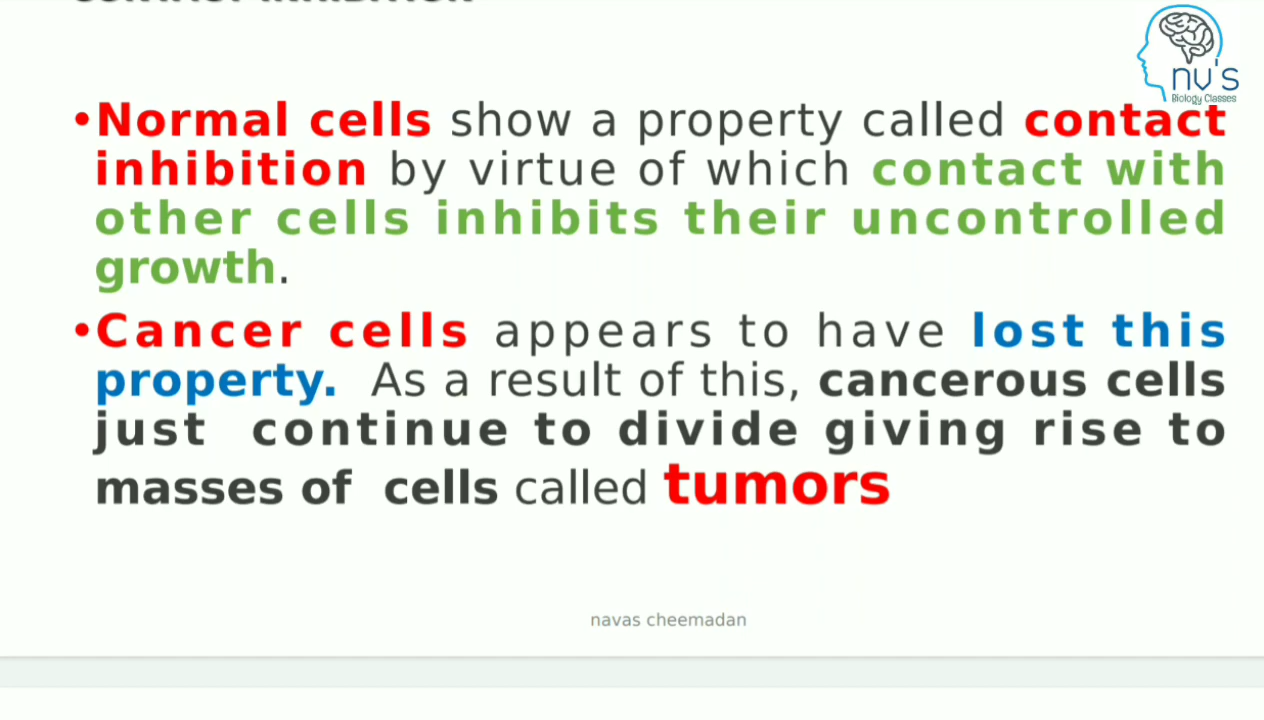 nv's
Biology Classes
•Normal cells show a property called contact
inhibition by virtue of which contact with
other cells inhibits their uncontrolled
growth.
•Cancer cells appears to have lost this
property. As a result of this, cancerous cells
just continue to divide giving rise to
masses of cells called tumors
navas cheemadan